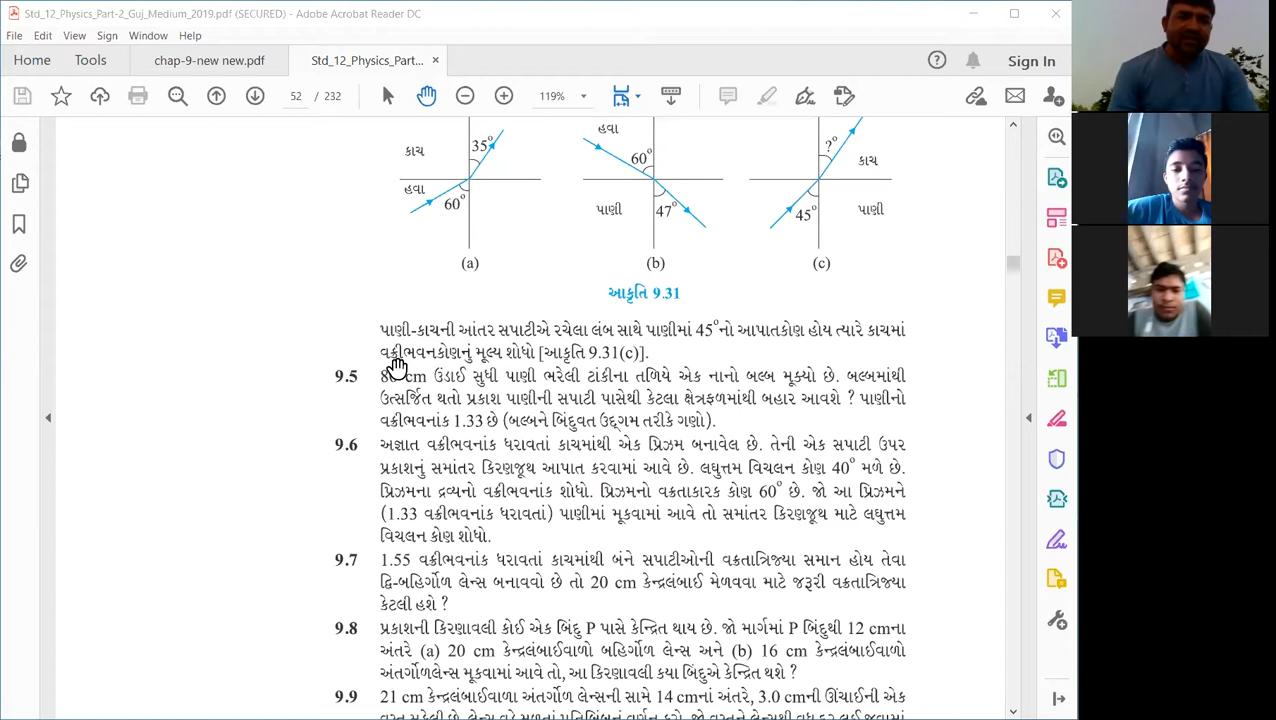 Std_12_Physics_Part-2_Guj_Medium_2019.pdf (SECURED) - Adobe Acrobat Reader DC
File Edit View Sign Window Help
Home Tools chap-9-new new.pdf Std_12_Physics_Part... × Sign In
52 / 232 119%
35° હવા ?°
કાચ 60° કાચ
હવા
60° પાણી 47° 45° પાણી
(a) (b) (c)
આકૃતિ 9.31
પાણી-કાચની આંતર સપાટીએ રચેલા લંબ સાથે પાણીમાં 45°નો આપાતકોણ હોય ત્યારે કાચમાં
વક્રીભવનકોણનું મૂલ્ય શોધો [આકૃતિ 9.31(c)].
9.5 cm ઉંડાઈ સુધી પાણી ભરેલી ટાંકીના તળિયે એક નાનો બલ્બ મૂક્યો છે. બલ્બમાંથી
ઉત્સર્જિત થતો પ્રકાશ પાણીની સપાટી પાસેથી કેટલા ક્ષેત્રફળમાંથી બહાર આવશે ? પાણીનો
વક્રીભવનાંક 1.33 છે (બલ્બને બિંદુવત ઉદ્ગમ તરીકે ગણો).
9.6 અજ્ઞાત વક્રીભવનાંક ધરાવતાં કાચમાંથી એક પ્રિઝમ બનાવેલ છે. તેની એક સપાટી ઉપર
પ્રકાશનું સમાંતર કિરણજૂથ આપાત કરવામાં આવે છે. લઘુત્તમ વિચલન કોણ 40° મળે છે.
પ્રિઝમના દ્રવ્યનો વક્રીભવનાંક શોધો. પ્રિઝમનો વક્રતાકારક કોણ 60° છે. જો આ પ્રિઝમને
(1.33 વક્રીભવનાંક ધરાવતાં) પાણીમાં મૂકવામાં આવે તો સમાંતર કિરણજૂથ માટે લઘુત્તમ
વિચલન કોણ શોધો.
9.7 1.55 વક્રીભવનાંક ધરાવતાં કાચમાંથી બંને સપાટીઓની વક્રતાત્રિજ્યા સમાન હોય તેવા
દ્વિ-બહિર્ગોળ લેન્સ બનાવવો છે તો 20 cm કેન્દ્રલંબાઈ મેળવવા માટે જરૂરી વક્રતાત્રિજ્યા
કેટલી હશે ?
9.8 પ્રકાશની કિરણાવલી કોઈ એક બિંદુ P પાસે કેન્દ્રિત થાય છે. જો માર્ગમાં P બિંદુથી 12 cmના
અંતરે (a) 20 cm કેન્દ્રલંબાઈવાળો બહિર્ગોળ લેન્સ અને (b) 16 cm કેન્દ્રલંબાઈવાળો
અંતર્ગોળલેન્સ મૂકવામાં આવે તો, આ કિરણાવલી કયા બિંદુએ કેન્દ્રિત થશે ?
9.9 21 cm કેન્દ્રલંબાઈવાળા અંતર્ગોળ લેન્સની સામે 14 cmનાં અંતરે, 3.0 cmની ઊંચાઈની એક